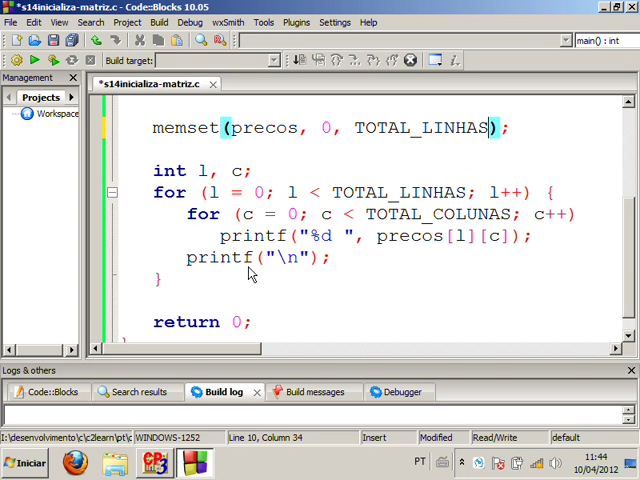 *s14inicializa-matriz.c - Code::Blocks 10.05
File Edit View Search Project Build Debug wxSmith Tools Plugins Settings Help
main() : int
Build target:
Management
*s14inicializa-matriz.c
Projects
Workspace
memset(precos, 0, TOTAL_LINHAS);
int l, c;
for (l = 0; l < TOTAL_LINHAS; l++) {
for (c = 0; c < TOTAL_COLUNAS; c++)
printf("%d ", precos[l][c]);
printf("\n");
}
return 0;
}
Logs & others
Code::Blocks Search results Build log Build messages Debugger
I:\desenvolvimento\c2learn\pt\c WINDOWS-1252 Line 10, Column 34 Insert Modified Read/Write default
Iniciar PT 11:44
10/04/2012